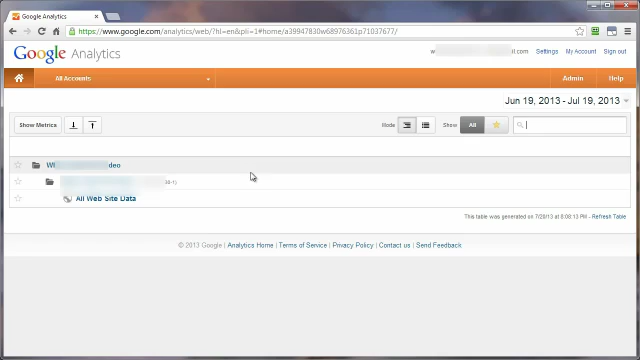 Google Analytics
https://www.google.com/analytics/web/?hl=en&pli=1#home/a39947830w68976361p71037677/
Google Analytics
Settings My Account Sign out
All Accounts Admin Help
Jun 19, 2013 - Jul 19, 2013
Show Metrics Mode Show All
deo
All Web Site Data
This table was generated on 7/20/13 at 8:08:13 PM - Refresh Table
© 2013 Google | Analytics Home | Terms of Service | Privacy Policy | Contact us | Send Feedback